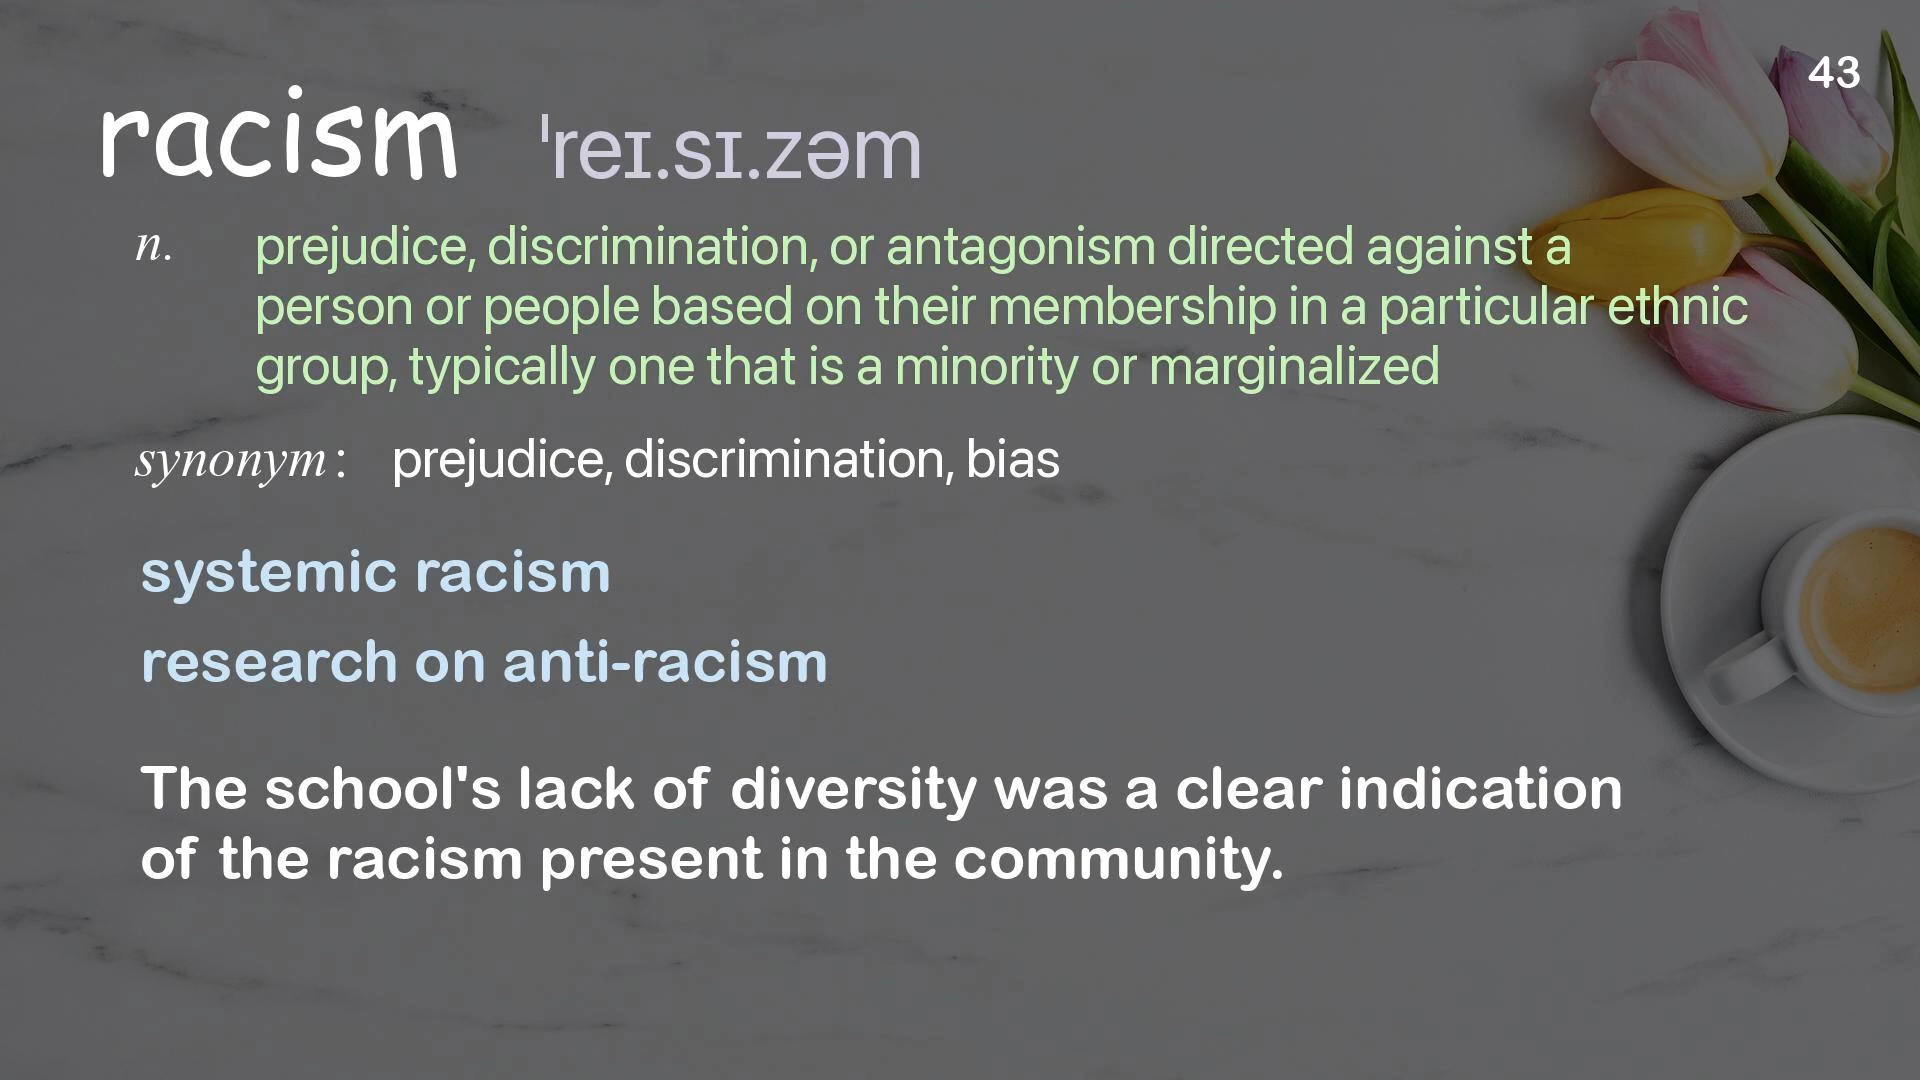 43
racism ˈreɪ.sɪ.zəm
n. prejudice, discrimination, or antagonism directed against a
person or people based on their membership in a particular ethnic
group, typically one that is a minority or marginalized
synonym: prejudice, discrimination, bias
systemic racism
research on anti-racism
The school's lack of diversity was a clear indication
of the racism present in the community.